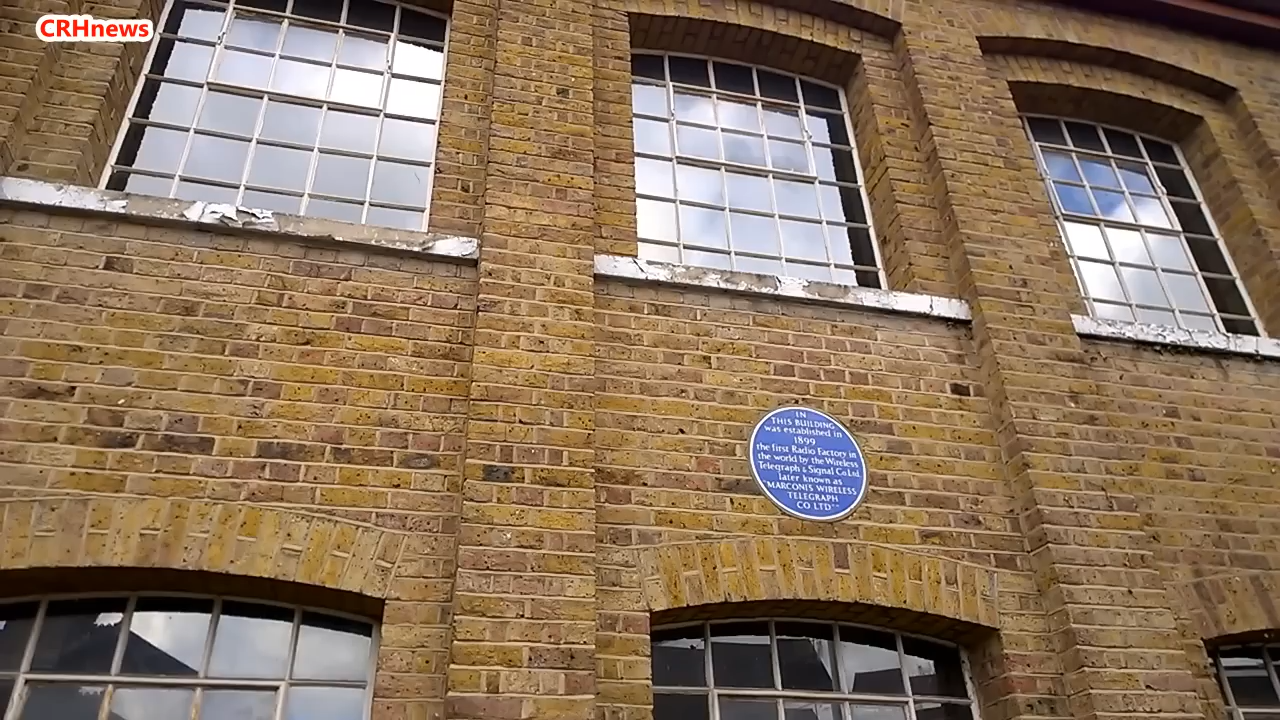 CRHnews
IN
THIS BUILDING
was established in
1899
the first Radio Factory in
the world by the Wireless
Telegraph & Signal Co Ltd
later known as
"MARCONIS WIRELESS
TELEGRAPH
CO LTD"